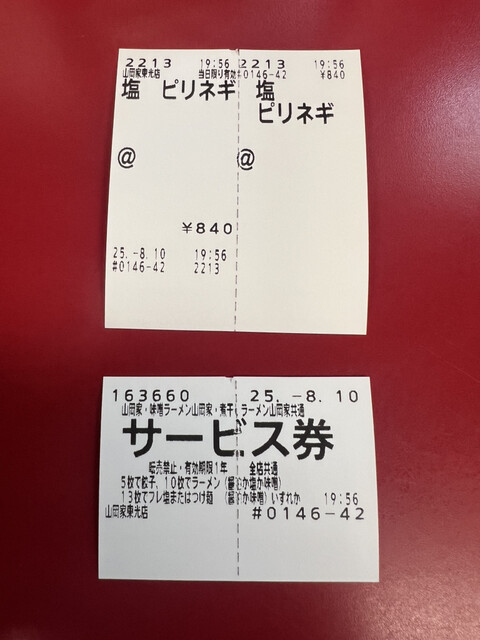 2213 19:56
山岡家東光店 当日限り有効
塩 ピリネギ
@
¥840
25.-8.10 19:56
#0146-42 2213
2213 19:56
#0146-42 ¥840
塩
ピリネギ
@
163660 25.-8.10
山岡家・味噌ラーメン山岡家・煮干しラーメン山岡家共通
サービス券
転売禁止・有効期限1年 全店共通
5枚で餃子、10枚でラーメン(醤油か塩か味噌)
13枚でプレ塩またはつけ麺 (醤油か味噌)いずれか 19:56
山岡家東光店 #0146-42